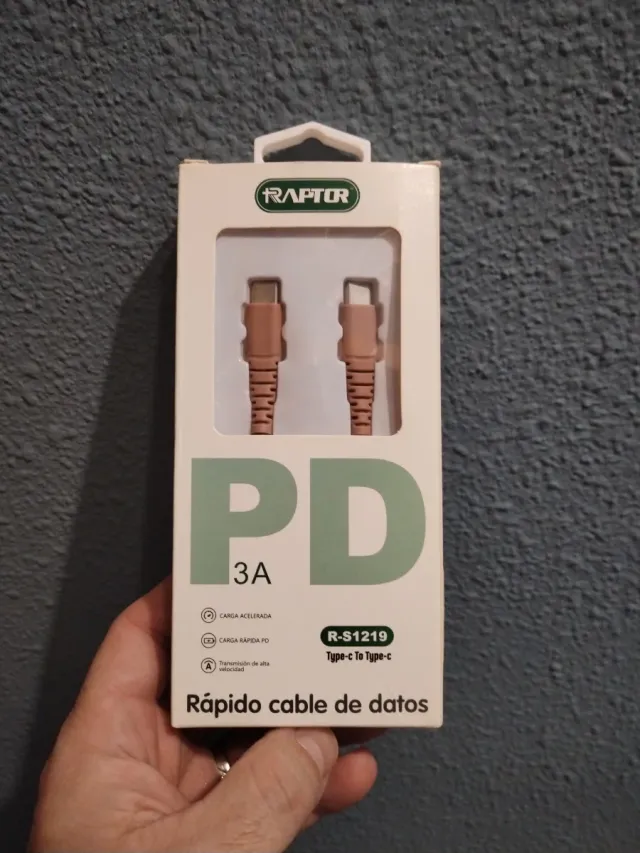 RAPTOR
PD
3A
CARGA ACELERADA
CARGA RÁPIDA PD
A
Transmisión de alta
velocidad
R-S1219
Type-c To Type-c
Rápido cable de datos